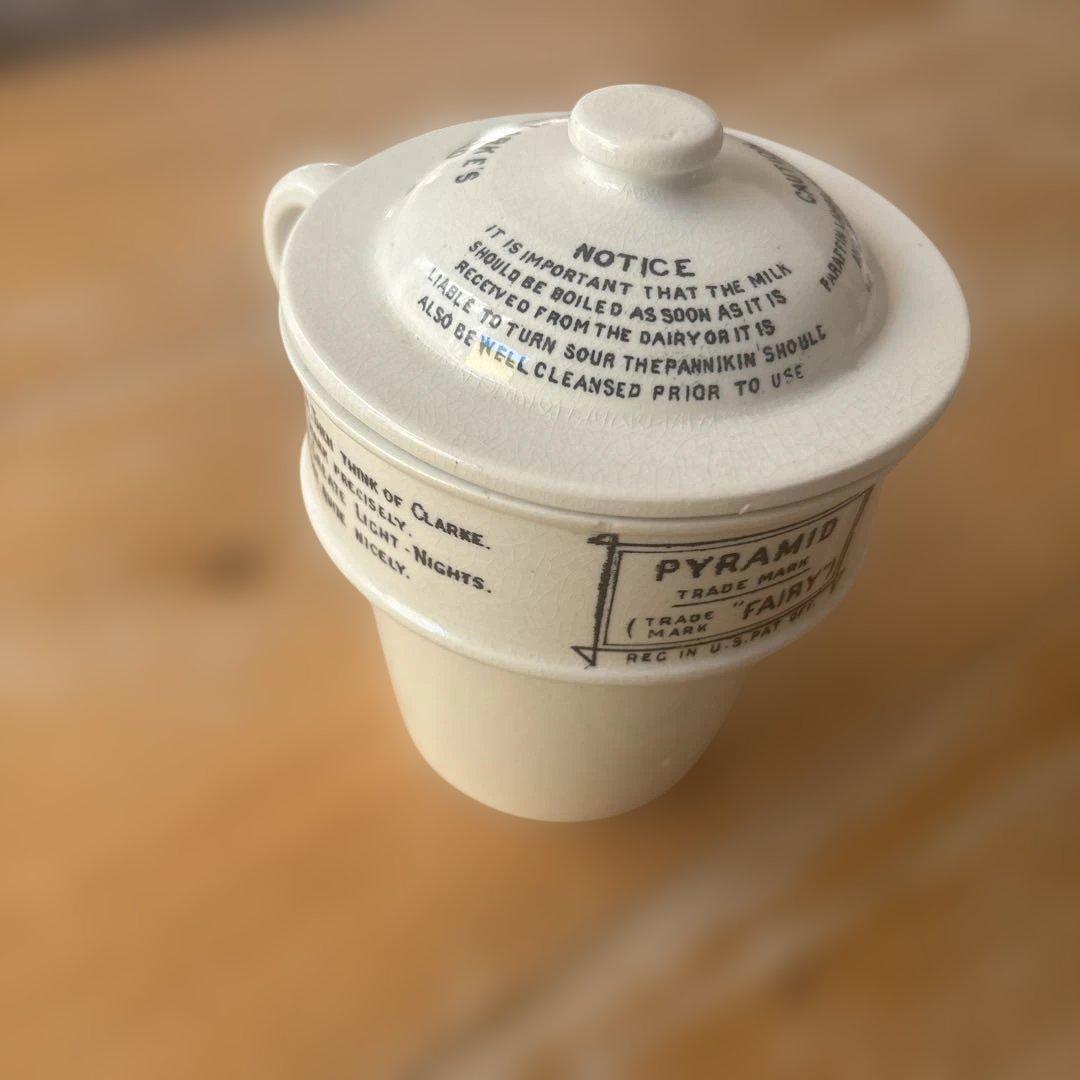 KE'S
NOTICE
IT IS IMPORTANT THAT THE MILK
SHOULD BE BOILED AS SOON AS IT IS
RECEIVED FROM THE DAIRY OR IT IS
LIABLE TO TURN SOUR THE PANNIKIN SHOULD
ALSO BE WELL CLEANSED PRIOR TO USE
THINK OF CLARKE.
PRECISELY.
LIGHT-NIGHTS.
NICELY.
PYRAMID
TRADE MARK
(TRADE MARK "FAIRY")
REG IN U.S. PAT OFF.